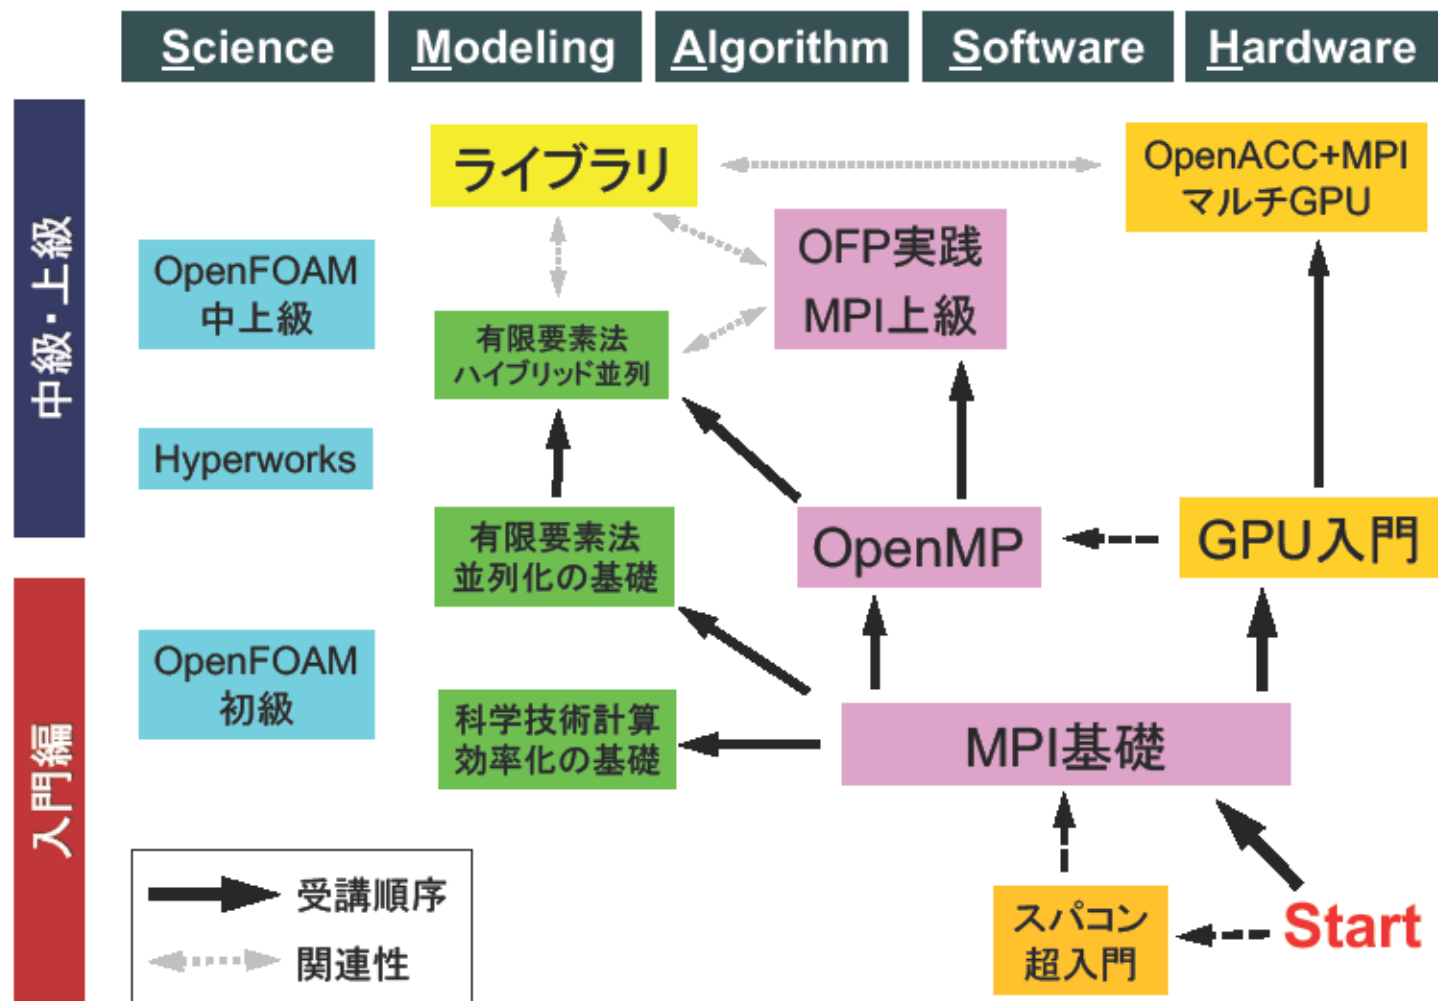 Science
Modeling
Algorithm
Software
Hardware
中級・上級
入門編
ライブラリ
OpenACC+MPI
マルチGPU
OFP実践
MPI上級
OpenFOAM
中上級
有限要素法
ハイブリッド並列
Hyperworks
有限要素法
並列化の基礎
OpenMP
GPU入門
OpenFOAM
初級
科学技術計算
効率化の基礎
MPI基礎
スパコン
超入門
Start
受講順序
関連性